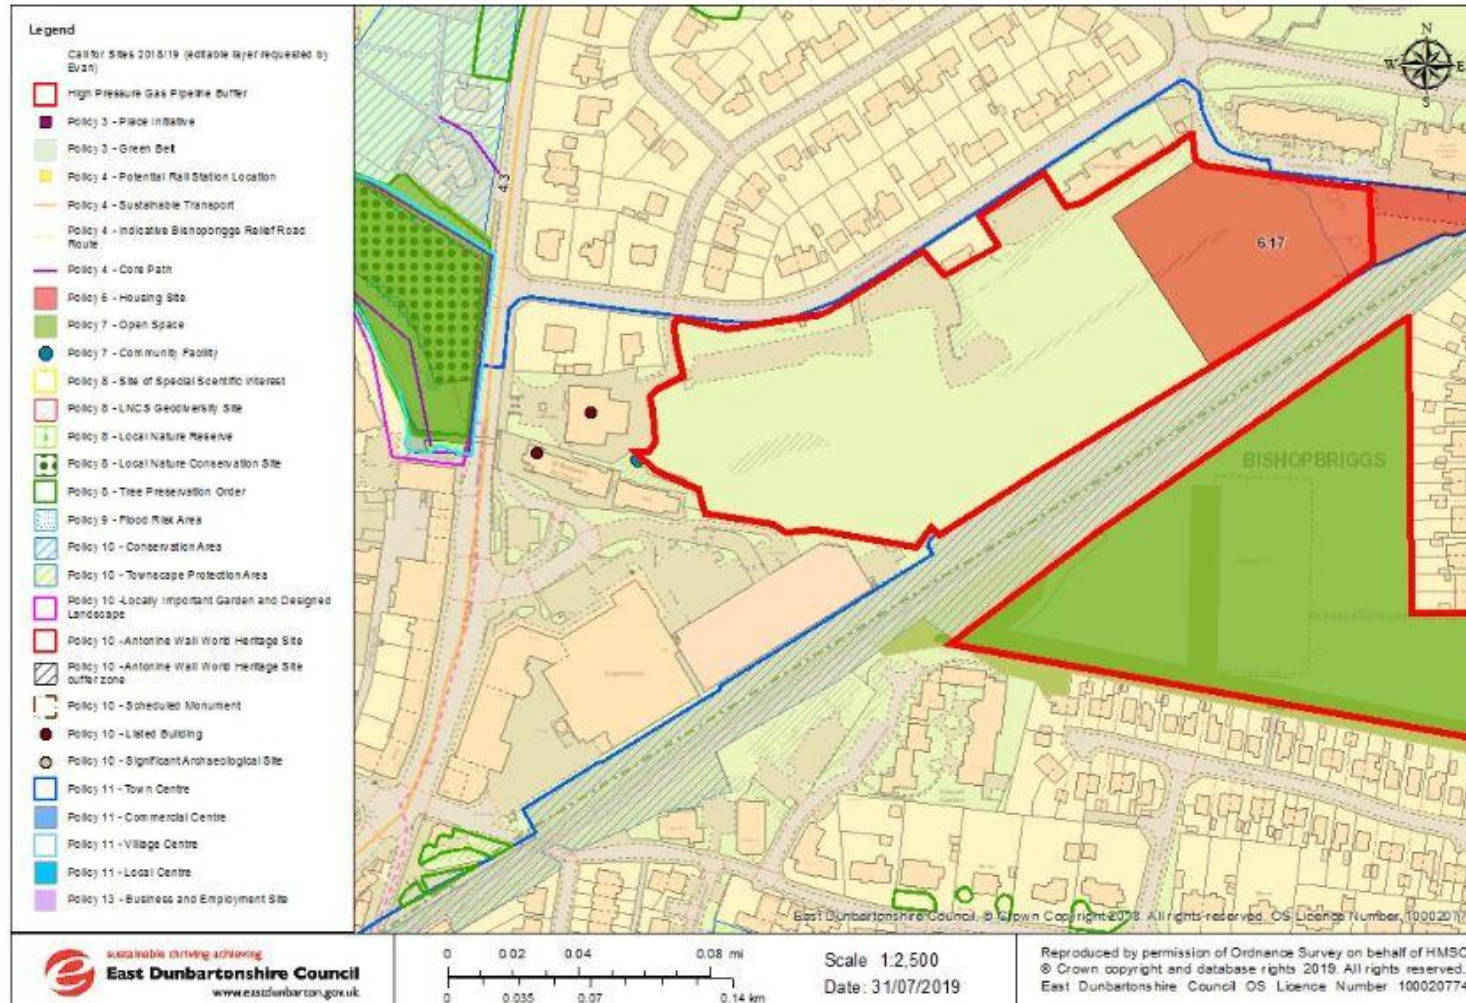 Legend
Call for Sites 2018/19 (editable layer requested by
Evan)
High Pressure Gas Pipeline Buffer
Policy 3 - Place Initiative
Policy 3 - Green Belt
Policy 4 - Potential Rail Station Location
Policy 4 - Sustainable Transport
Policy 4 - Indicative Bishopbriggs Relief Road
Route
Policy 4 - Core Path
Policy 6 - Housing Site
Policy 7 - Open Space
Policy 7 - Community Facility
Policy 8 - Site of Special Scientific Interest
Policy 8 - LNCS Geodiversity Site
Policy 8 - Local Nature Reserve
Policy 8 - Local Nature Conservation Site
Policy 8 - Tree Preservation Order
Policy 9 - Flood Risk Area
Policy 10 - Conservation Area
Policy 10 - Townscape Protection Area
Policy 10 -Locally Important Garden and Designed
Landscape
Policy 10 -Antonine Wall World Heritage Site
Policy 10 -Antonine Wall World Heritage Site
buffer zone
Policy 10 - Scheduled Monument
Policy 10 - Listed Building
Policy 10 - Significant Archaeological Site
Policy 11 - Town Centre
Policy 11 - Commercial Centre
Policy 11 - Village Centre
Policy 11 - Local Centre
Policy 13 - Business and Employment Site
N
W E
S
4.3
6.17
BISHOPBRIGGS
East Dunbartonshire Council, © Crown Copyright 2018. All rights reserved. OS Licence Number, 10002077
sustainable thriving achieving
East Dunbartonshire Council
www.eastdunbarton.gov.uk
0 0.02 0.04 0.08 mi
0 0.035 0.07 0.14 km
Scale 1:2,500
Date: 31/07/2019
Reproduced by permission of Ordnance Survey on behalf of HMSO
© Crown copyright and database rights 2019. All rights reserved.
East Dunbartonshire Council OS Licence Number 100020774